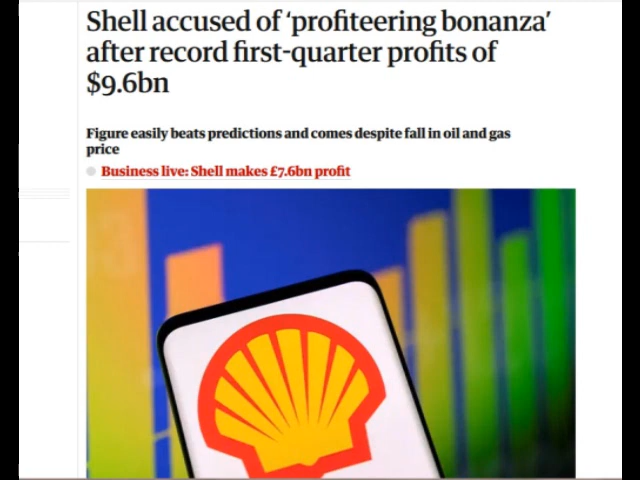 Shell accused of ‘profiteering bonanza’
after record first-quarter profits of
$9.6bn
Figure easily beats predictions and comes despite fall in oil and gas
price
Business live: Shell makes £7.6bn profit